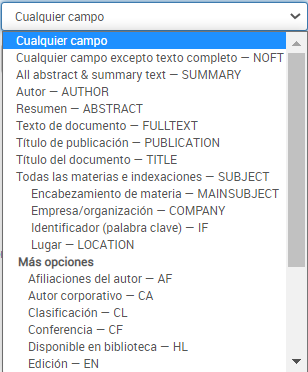 Cualquier campo
Cualquier campo
Cualquier campo excepto texto completo — NOFT
All abstract & summary text — SUMMARY
Autor — AUTHOR
Resumen — ABSTRACT
Texto de documento — FULLTEXT
Título de publicación — PUBLICATION
Título del documento — TITLE
Todas las materias e indexaciones — SUBJECT
Encabezamiento de materia — MAINSUBJECT
Empresa/organización — COMPANY
Identificador (palabra clave) — IF
Lugar — LOCATION
Más opciones
Afiliaciones del autor — AF
Autor corporativo — CA
Clasificación — CL
Conferencia — CF
Disponible en biblioteca — HL
Edición — EN